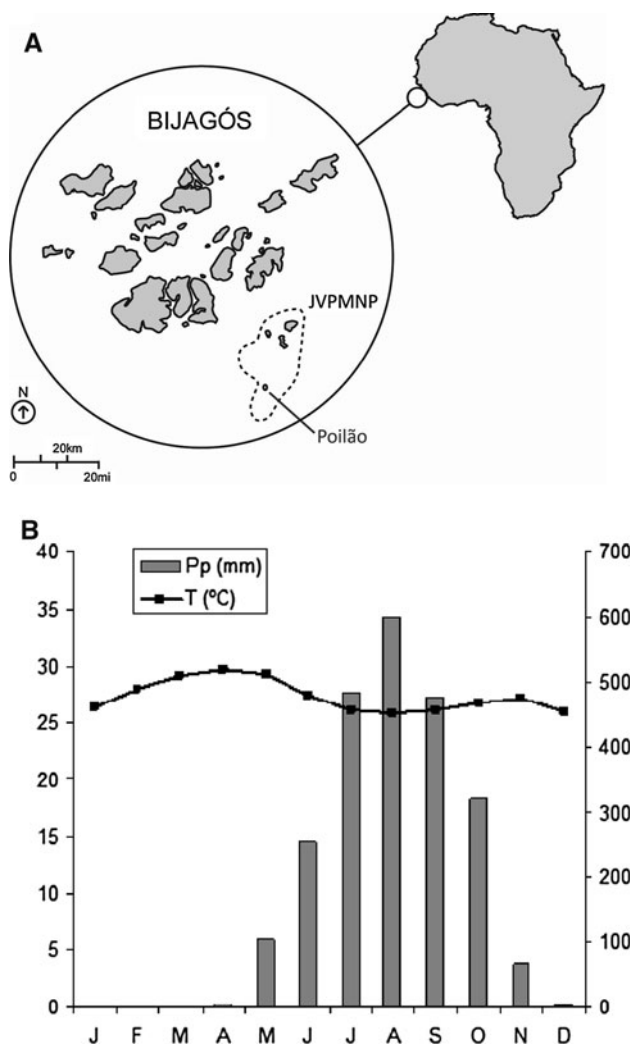 A
BIJAGÓS
JVPMNP
N
Poilão
20km
0 20mi
B
40 700
35 600
30 500
25 400
20 300
15 200
10 100
5 0
0
Pp (mm)
T (ºC)
J F M A M J J A S O N D